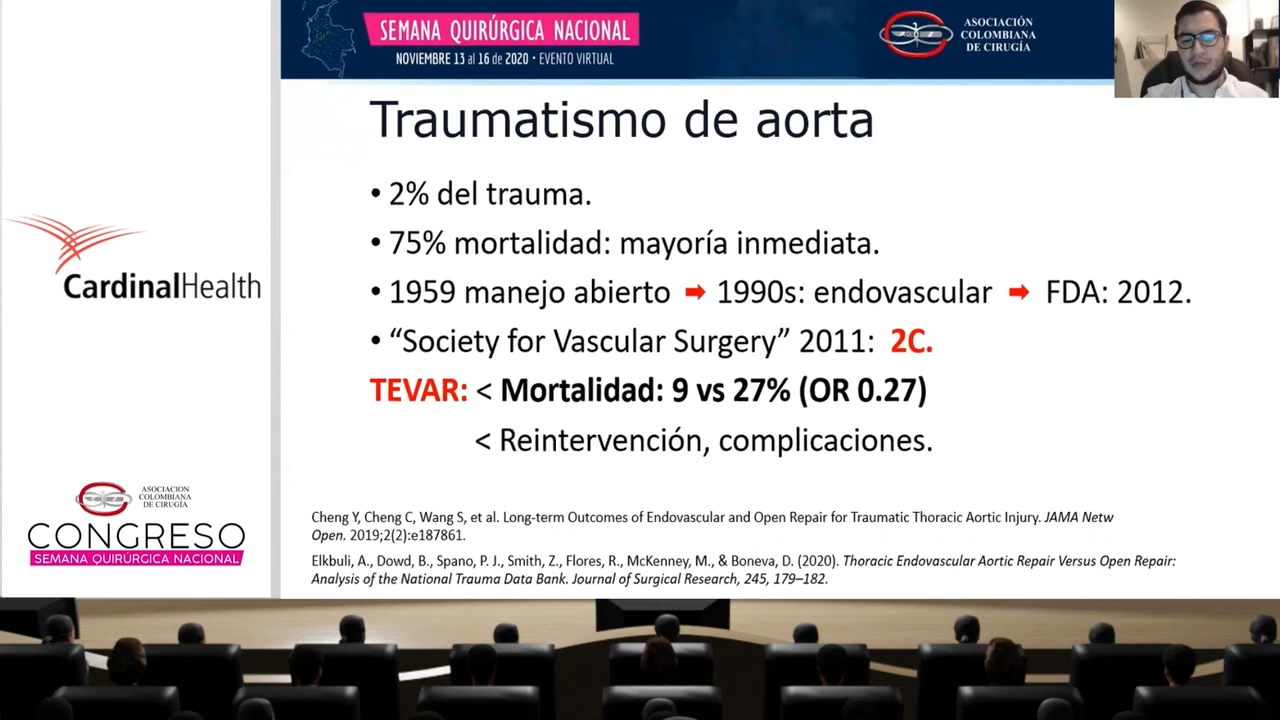 SEMANA QUIRÚRGICA NACIONAL
NOVIEMBRE 13 al 16 de 2020 • EVENTO VIRTUAL
ASOCIACIÓN
COLOMBIANA
DE CIRUGÍA
Traumatismo de aorta
• 2% del trauma.
• 75% mortalidad: mayoría inmediata.
• 1959 manejo abierto ➡ 1990s: endovascular ➡ FDA: 2012.
• “Society for Vascular Surgery” 2011: 2C.
TEVAR: < Mortalidad: 9 vs 27% (OR 0.27)
< Reintervención, complicaciones.
Cheng Y, Cheng C, Wang S, et al. Long-term Outcomes of Endovascular and Open Repair for Traumatic Thoracic Aortic Injury. JAMA Netw
Open. 2019;2(2):e187861.
Elkbuli, A., Dowd, B., Spano, P. J., Smith, Z., Flores, R., McKenney, M., & Boneva, D. (2020). Thoracic Endovascular Aortic Repair Versus Open Repair:
Analysis of the National Trauma Data Bank. Journal of Surgical Research, 245, 179–182.
CardinalHealth
ASOCIACION
COLOMBIANA
DE CIRUGÍA
CONGRESO
SEMANA QUIRÚRGICA NACIONAL